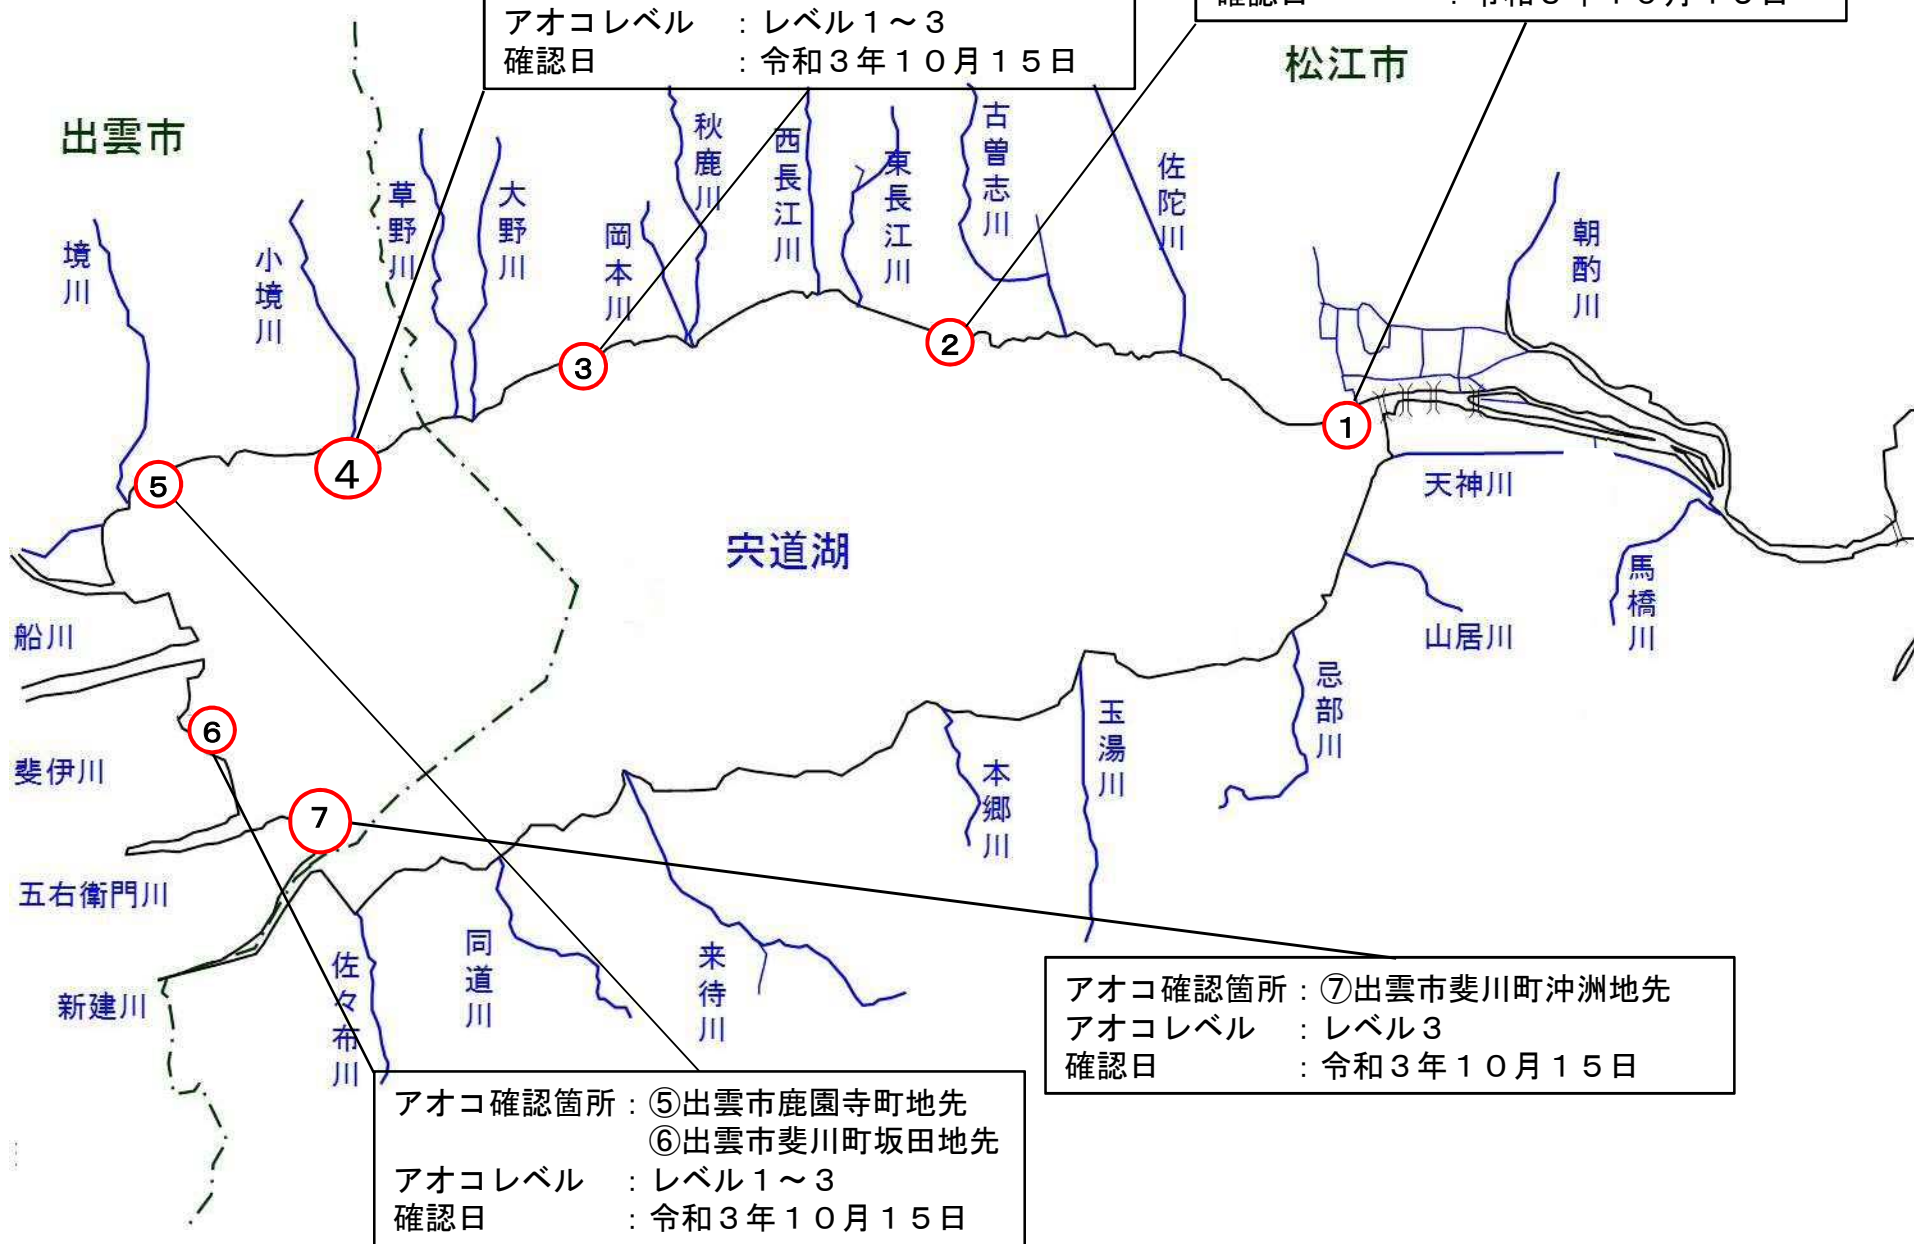 アオコレベル ：レベル１～３
確認日 ：令和３年１０月１５日
松江市
出雲市
境川
小境川
草野川
大野川
岡本川
秋鹿川
西長江川
東長江川
古曽志川
佐陀川
朝酌川
①
②
③
④
⑤
⑥
⑦
宍道湖
天神川
山居川
馬橋川
忌部川
玉湯川
本郷川
来待川
同道川
佐々布川
船川
斐伊川
五右衛門川
新建川
アオコ確認箇所：⑦出雲市斐川町沖洲地先
アオコレベル ：レベル３
確認日 ：令和３年１０月１５日
アオコ確認箇所：⑤出雲市鹿園寺町地先
⑥出雲市斐川町坂田地先
アオコレベル ：レベル１～３
確認日 ：令和３年１０月１５日